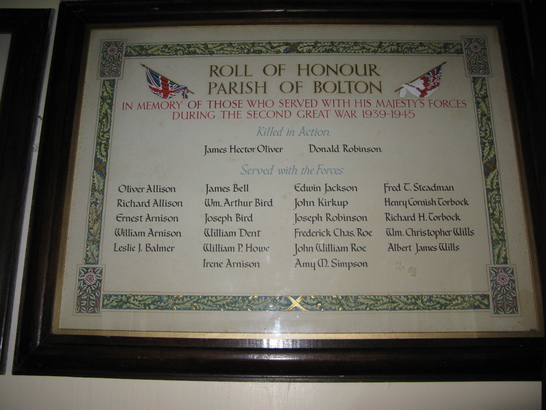 ROLL OF HONOUR
PARISH OF BOLTON
IN MEMORY OF THOSE WHO SERVED WITH HIS MAJESTY'S FORCES
DURING THE SECOND GREAT WAR 1939-1945
Killed in Action
James Hector Oliver Donald Robinson
Served with the Forces
Oliver Allison James Bell Edwin Jackson Fred T. Steadman
Richard Allison Wm. Arthur Bird John Kirkup Henry Cornish Torbock
Ernest Arnison Joseph Bird Joseph Robinson Richard H. Torbock
William Arnison William Dent Frederick Chas. Roe Wm. Christopher Wills
Leslie J. Balmer William P. Howe John William Roe Albert James Wills
Irene Arnison Amy M. Simpson